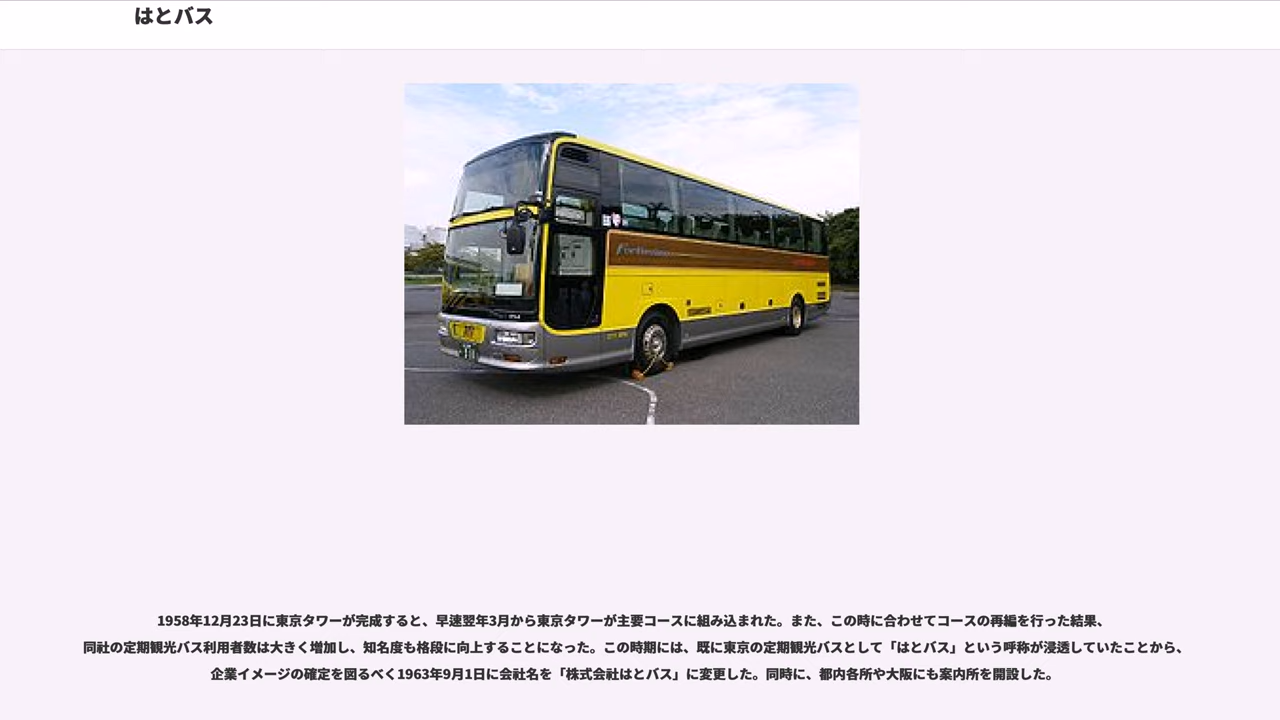 はとバス
1958年12月23日に東京タワーが完成すると、早速翌年3月から東京タワーが主要コースに組み込まれた。また、この時に合わせてコースの再編を行った結果、
同社の定期観光バス利用者数は大きく増加し、知名度も格段に向上することになった。この時期には、既に東京の定期観光バスとして「はとバス」という呼称が浸透していたことから、
企業イメージの確定を図るべく1963年9月1日に会社名を「株式会社はとバス」に変更した。同時に、都内各所や大阪にも案内所を開設した。